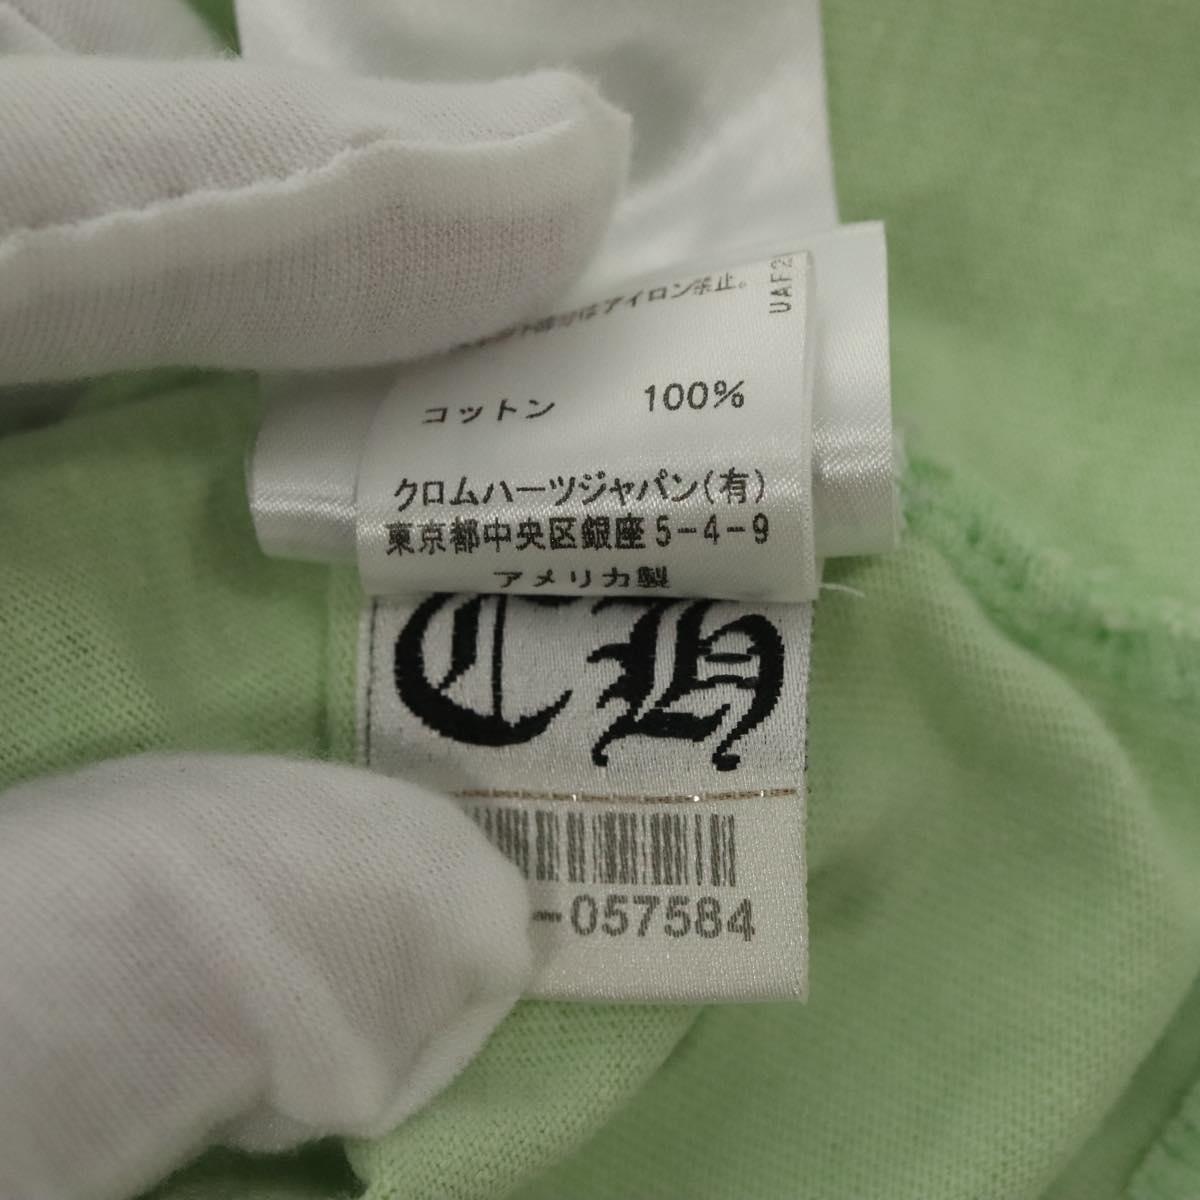 はアイロン禁止。
UAF2
コットン 100%
クロムハーツジャパン(有)
東京都中央区銀座5-4-9
アメリカ製
CH
-057584